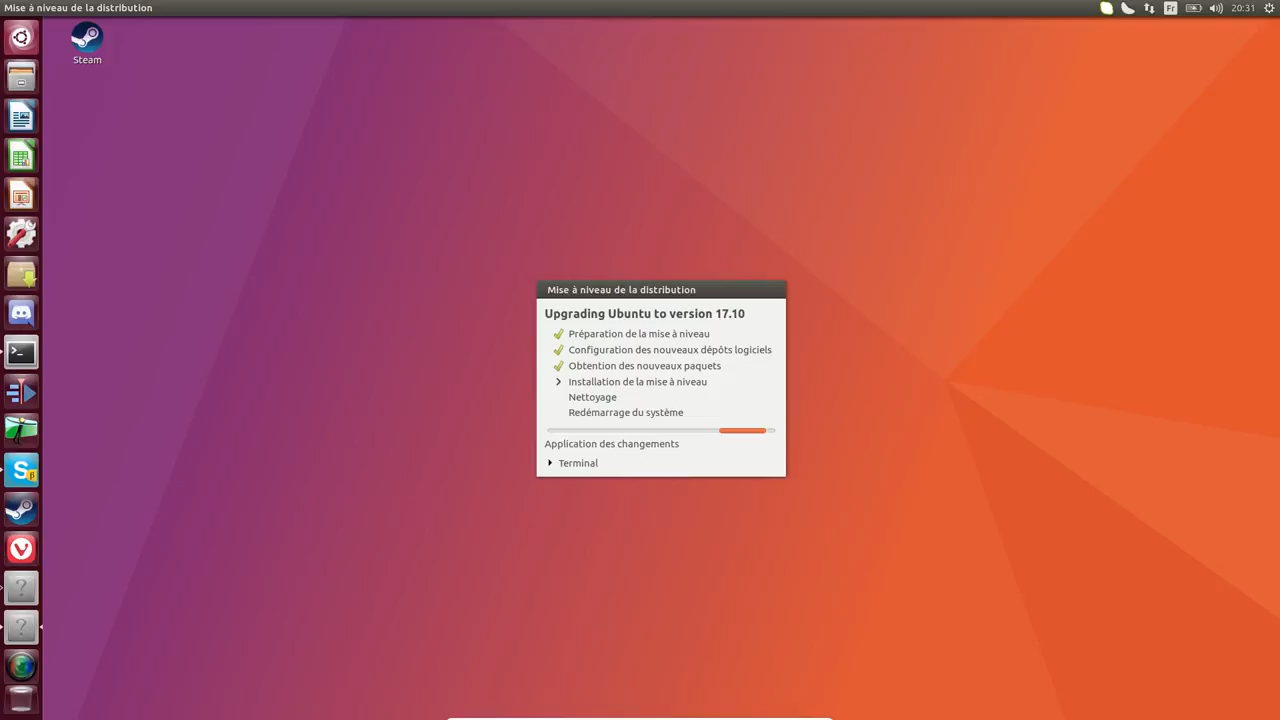 Mise à niveau de la distribution
Fr
20:31
Steam
Mise à niveau de la distribution
Upgrading Ubuntu to version 17.10
Préparation de la mise à niveau
Configuration des nouveaux dépôts logiciels
Obtention des nouveaux paquets
Installation de la mise à niveau
Nettoyage
Redémarrage du système
Application des changements
Terminal